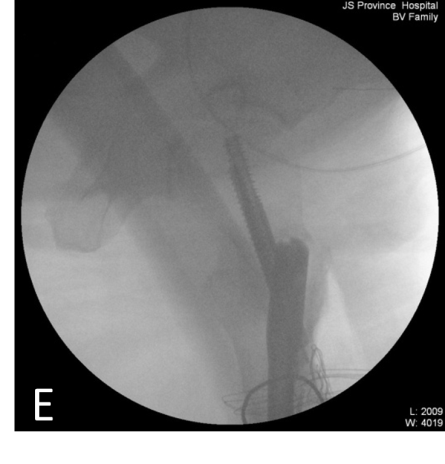 JS Province Hospital
BV Family
E
L: 2009
W: 4019